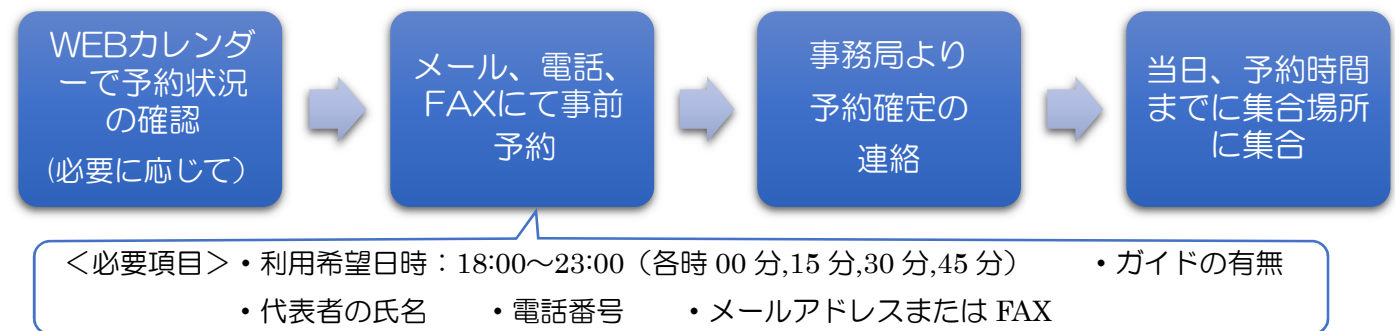 WEBカレンダ
ーで予約状況
の確認
(必要に応じて)
メール、電話、
FAXにて事前
予約
事務局より
予約確定の
連絡
当日、予約時間
までに集合場所
に集合
＜必要項目＞・利用希望日時：18:00～23:00（各時 00 分,15 分,30 分,45 分） ・ガイドの有無
・代表者の氏名 ・電話番号 ・メールアドレスまたは FAX